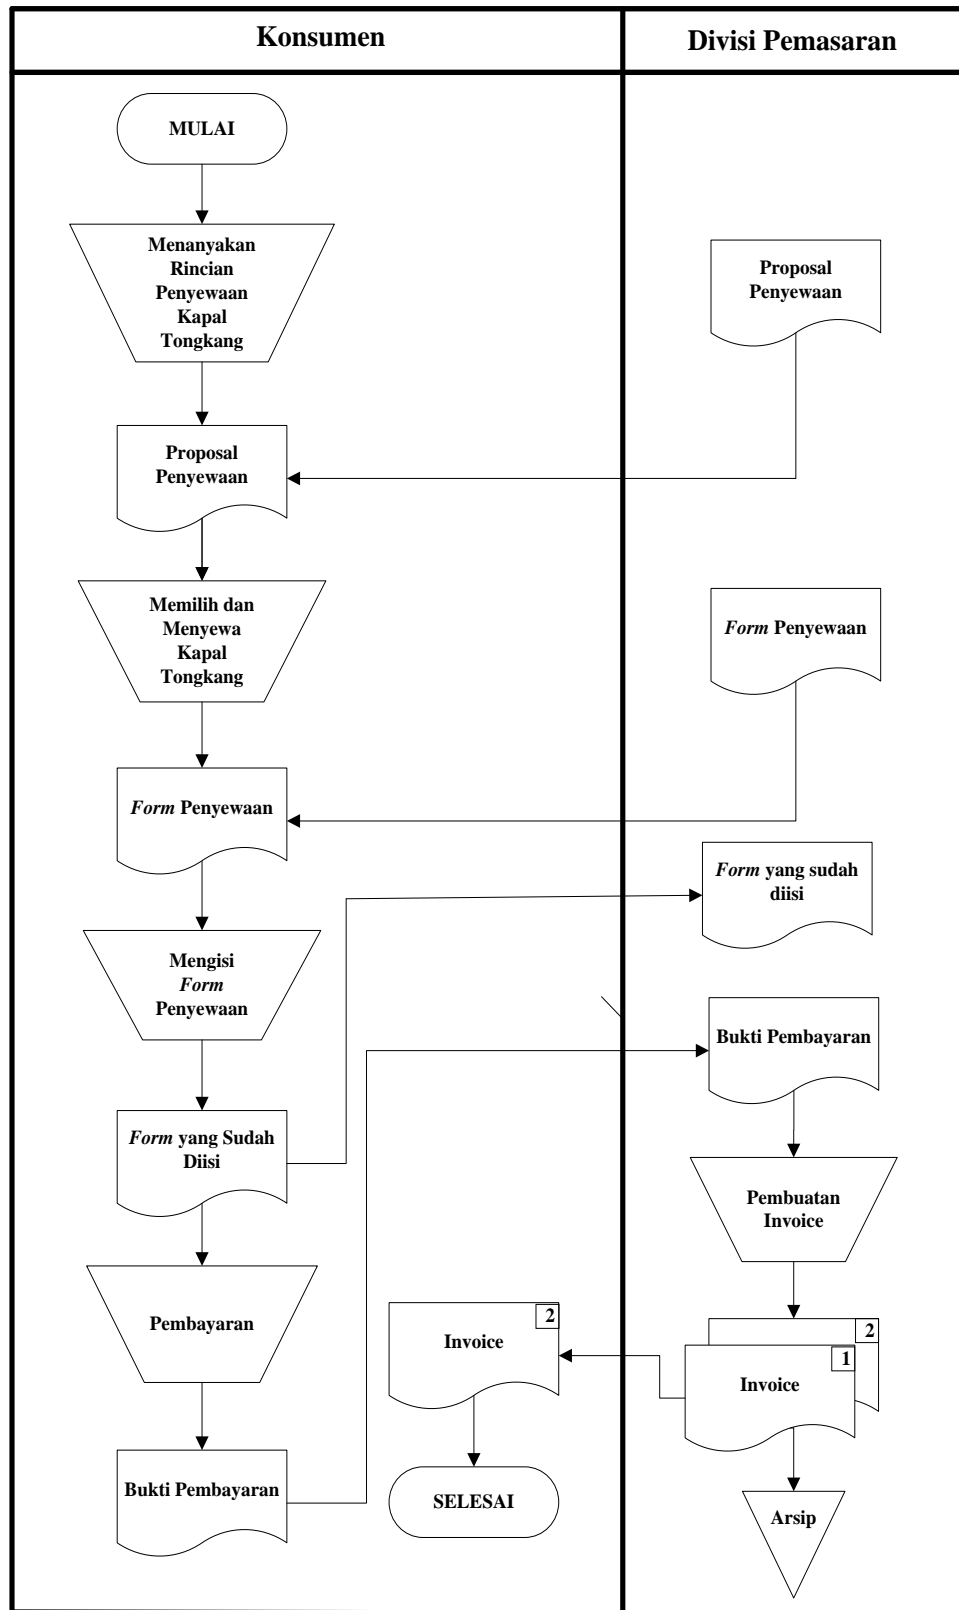 Konsumen
Divisi Pemasaran
MULAI
Menanyakan
Rincian
Penyewaan
Kapal
Tongkang
Proposal
Penyewaan
Proposal
Penyewaan
Memilih dan
Menyewa
Kapal
Tongkang
Form Penyewaan
Form Penyewaan
Form yang sudah
diisi
Mengisi
Form
Penyewaan
Bukti Pembayaran
Form yang Sudah
Diisi
Pembuatan
Invoice
Pembayaran
2
Invoice
2
1
Invoice
Bukti Pembayaran
SELESAI
Arsip